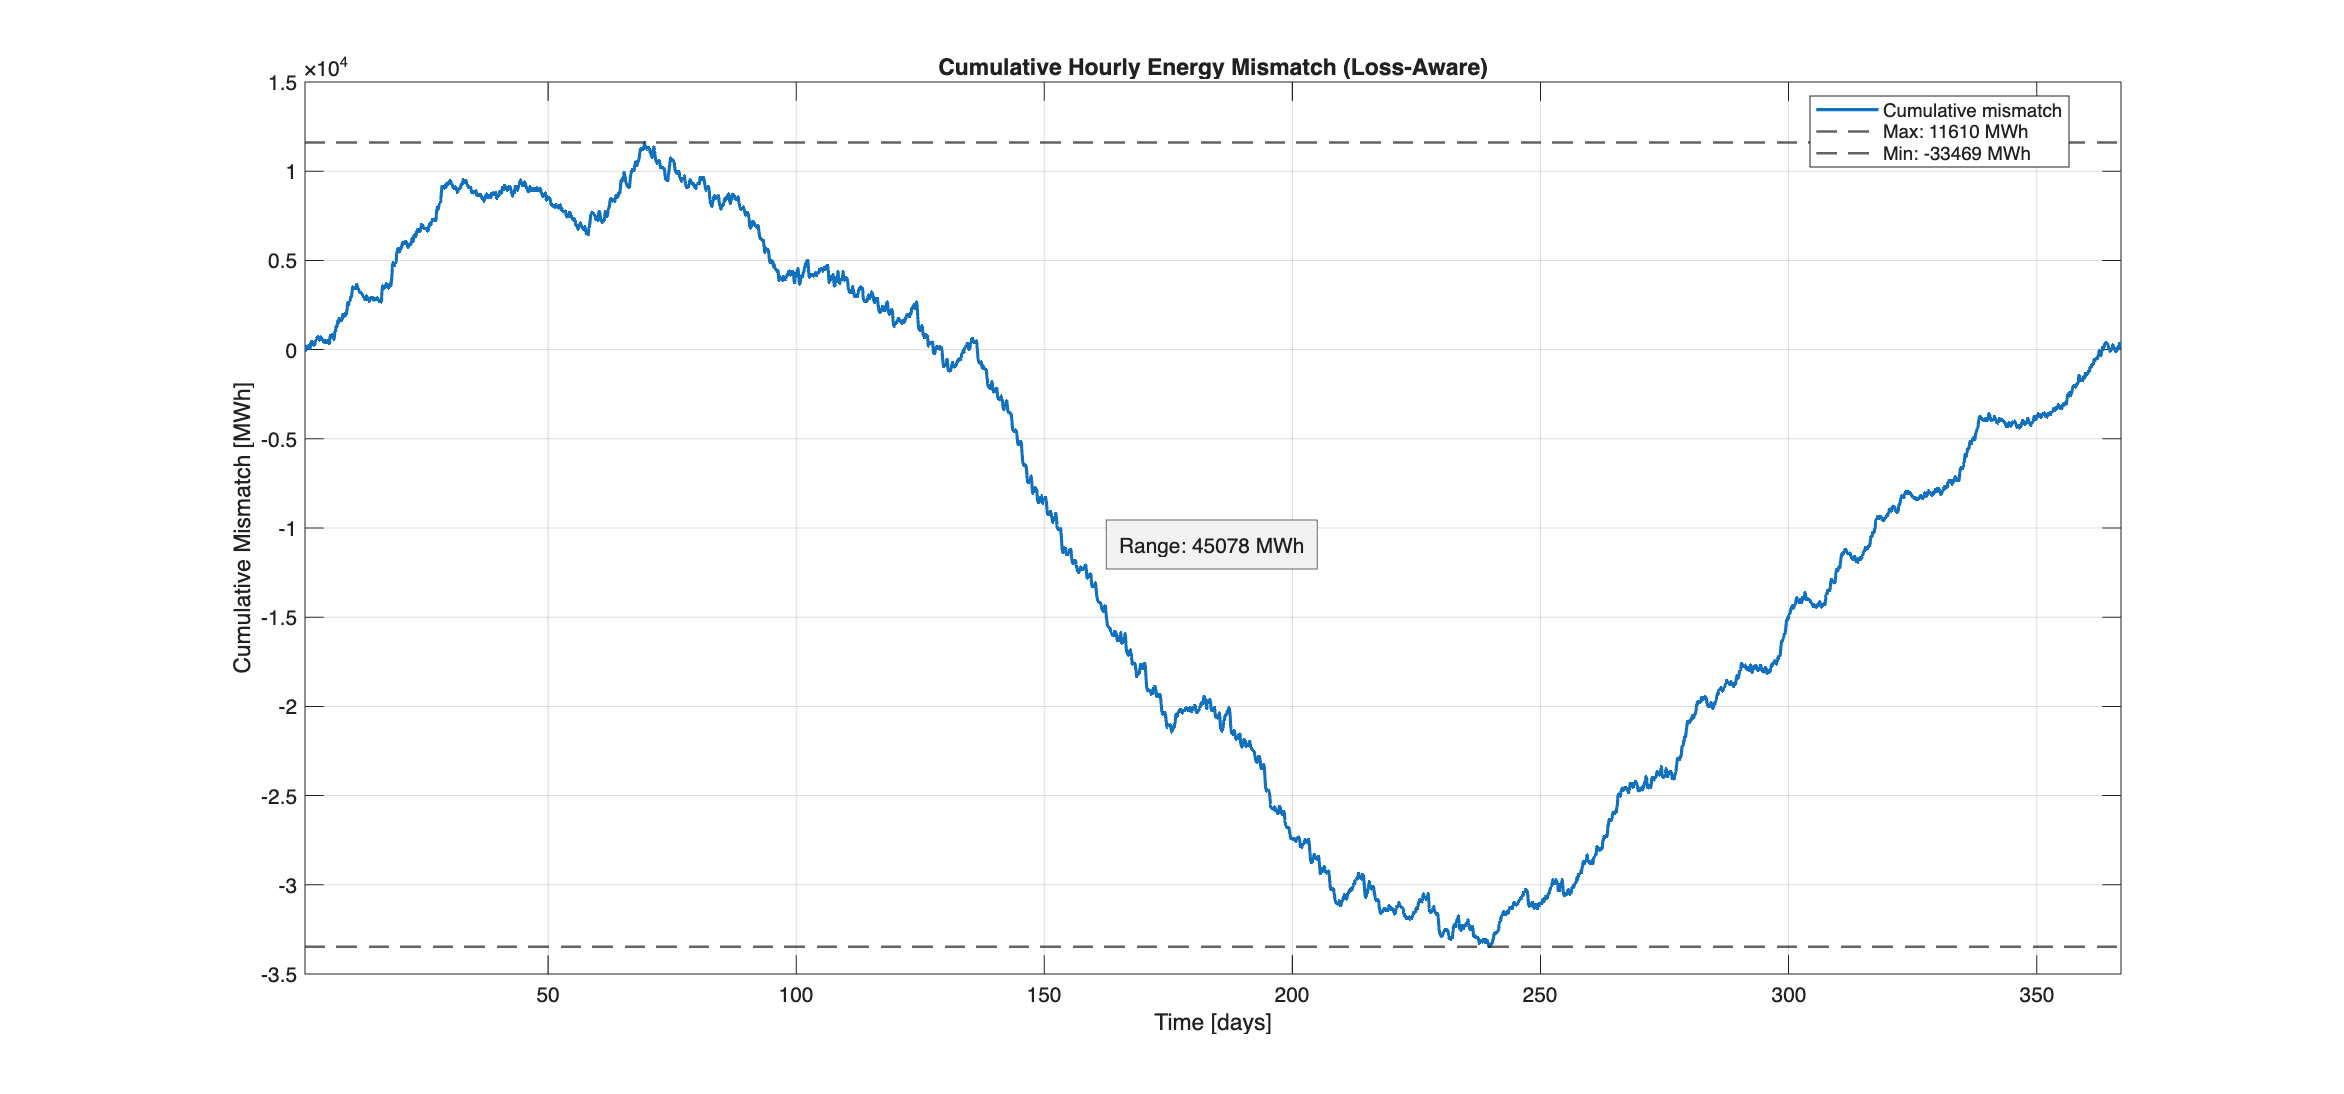 Cumulative Hourly Energy Mismatch (Loss-Aware)
×10⁴
1.5
1
0.5
0
-0.5
-1
-1.5
-2
-2.5
-3
-3.5
Cumulative Mismatch [MWh]
Cumulative mismatch
Max: 11610 MWh
Min: -33469 MWh
Range: 45078 MWh
50 100 150 200 250 300 350
Time [days]